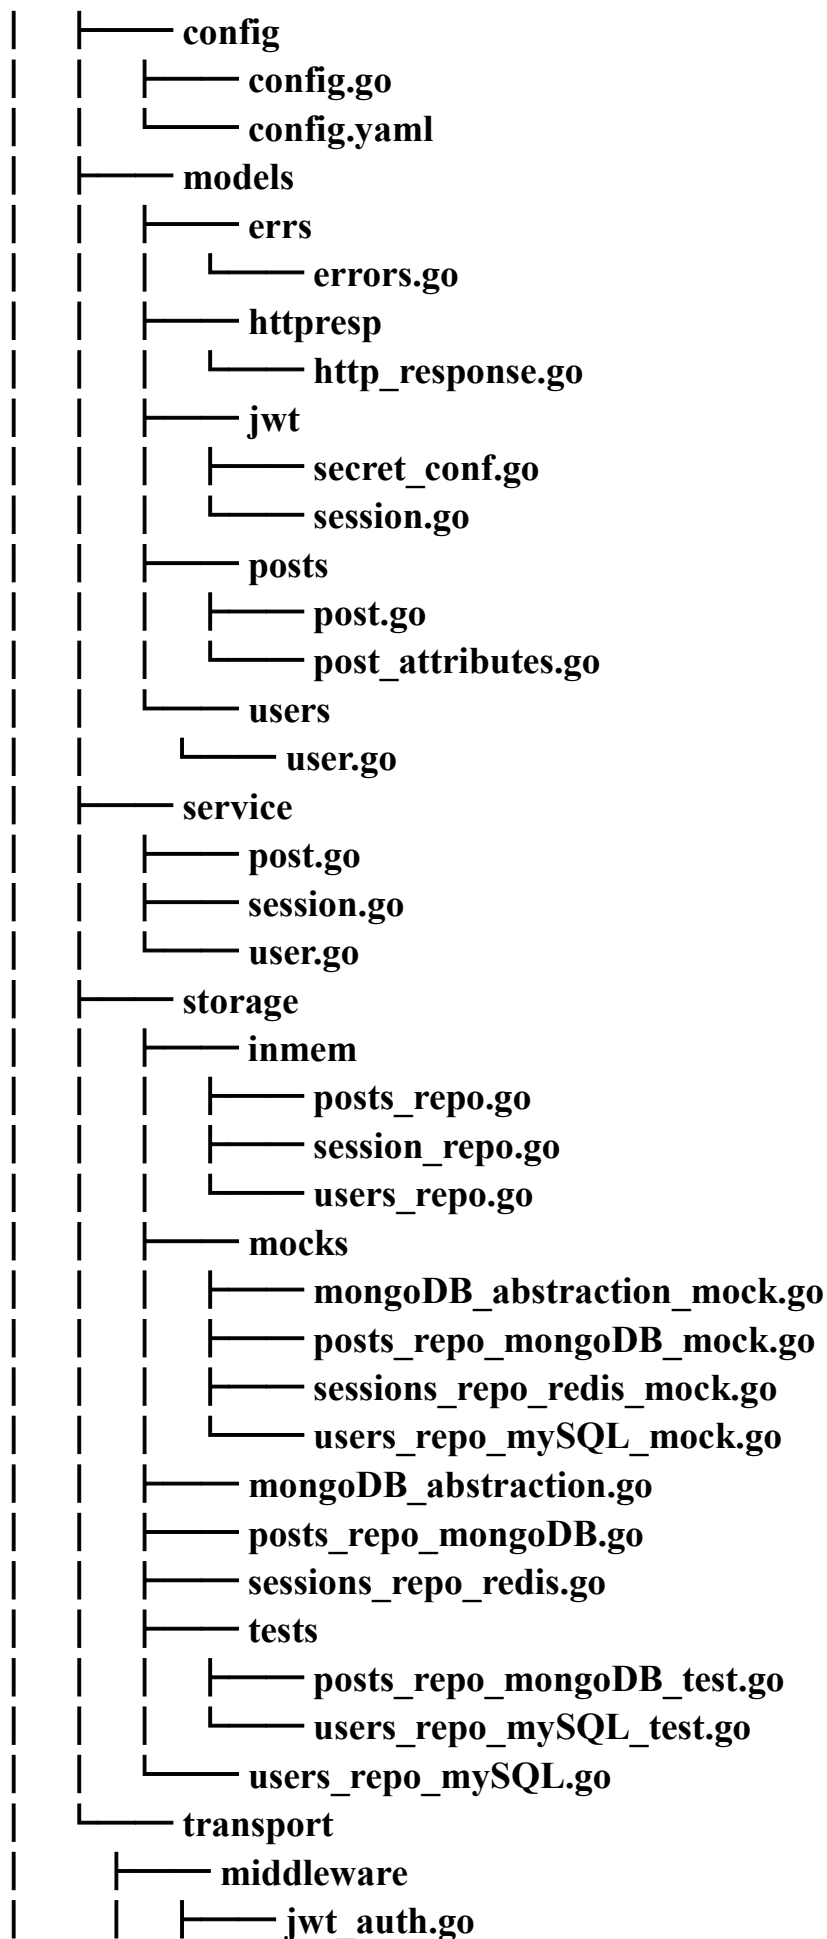 config
config.go
config.yaml
models
errs
errors.go
httpresp
http_response.go
jwt
secret_conf.go
session.go
posts
post.go
post_attributes.go
users
user.go
service
post.go
session.go
user.go
storage
inmem
posts_repo.go
session_repo.go
users_repo.go
mocks
mongoDB_abstraction_mock.go
posts_repo_mongoDB_mock.go
sessions_repo_redis_mock.go
users_repo_mySQL_mock.go
mongoDB_abstraction.go
posts_repo_mongoDB.go
sessions_repo_redis.go
tests
posts_repo_mongoDB_test.go
users_repo_mySQL_test.go
users_repo_mySQL.go
transport
middleware
jwt_auth.go